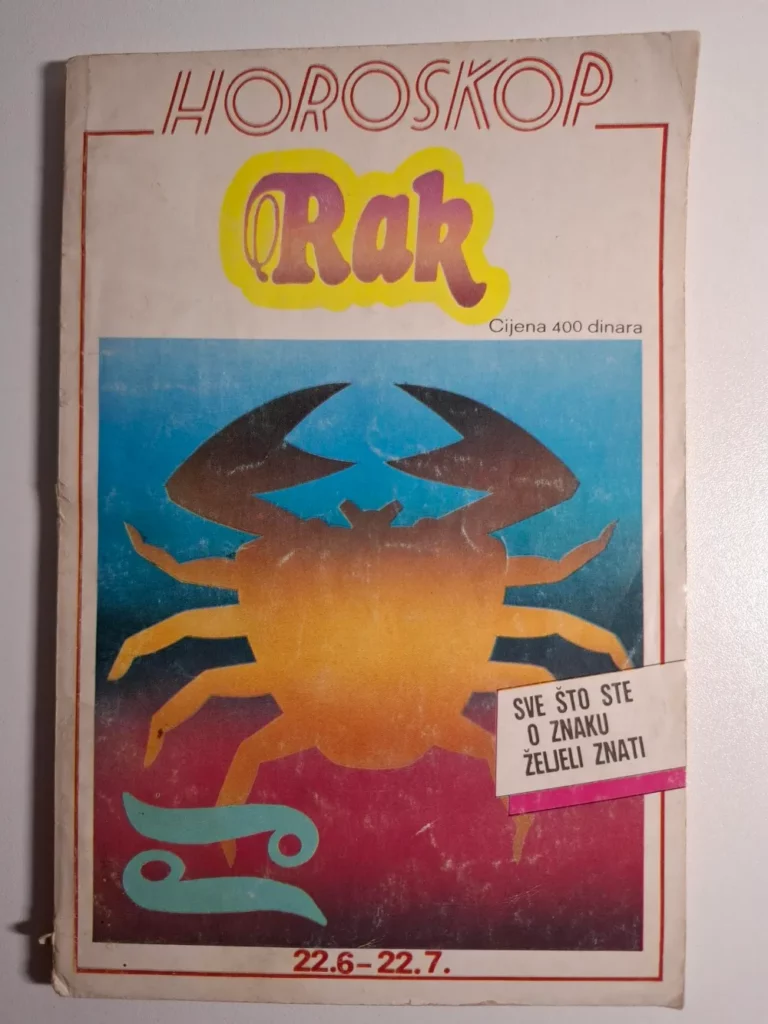 HOROSKOP
Rak
Cijena 400 dinara
SVE ŠTO STE
O ZNAKU
ŽELJELI ZNATI
22.6-22.7.